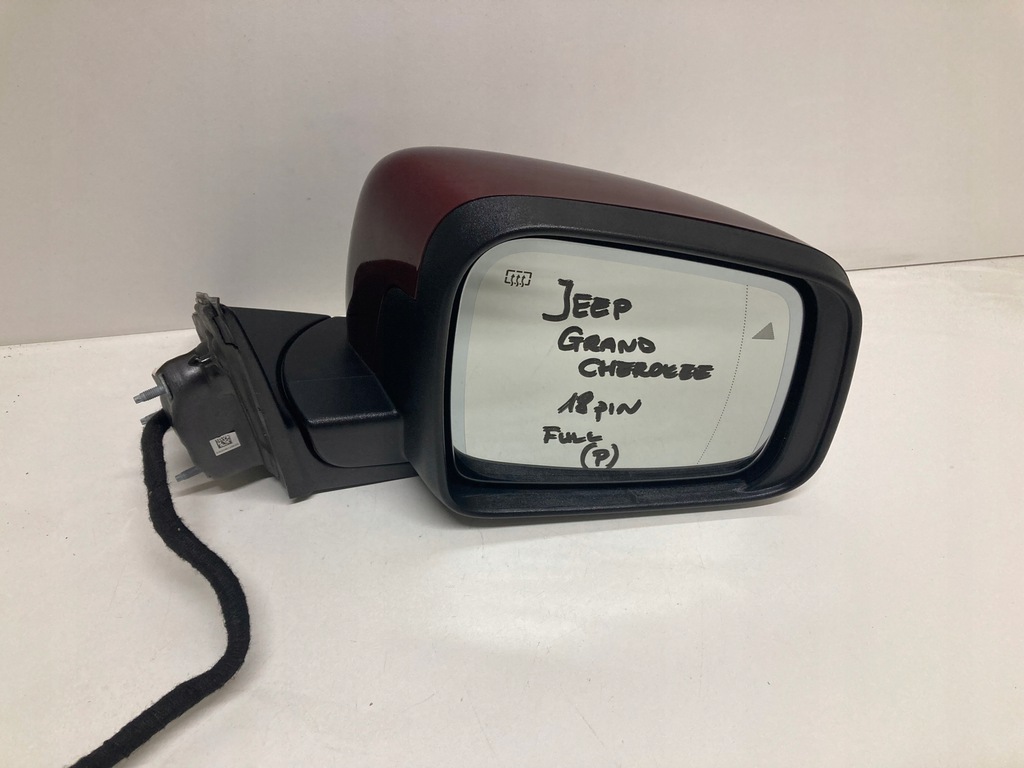 JEEP
GRAND
CHEROKEE
18 PIN
FULL
(P)